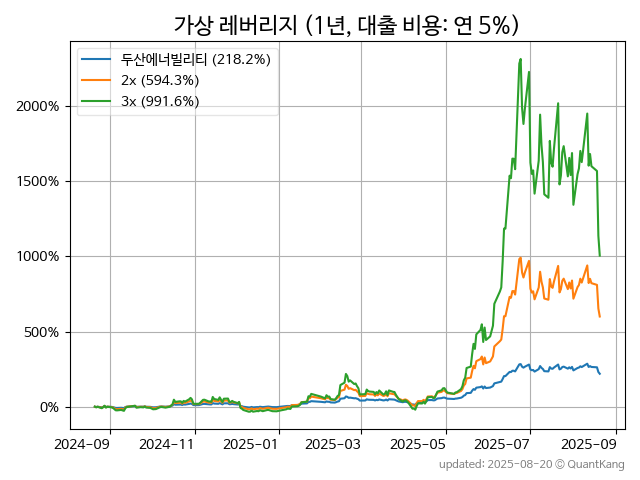 가상 레버리지 (1년, 대출 비용: 연 5%)
두산에너빌리티 (218.2%)
2x (594.3%)
3x (991.6%)
2000%
1500%
1000%
500%
0%
2024-09
2024-11
2025-01
2025-03
2025-05
2025-07
2025-09
updated: 2025-08-20 © QuantKang